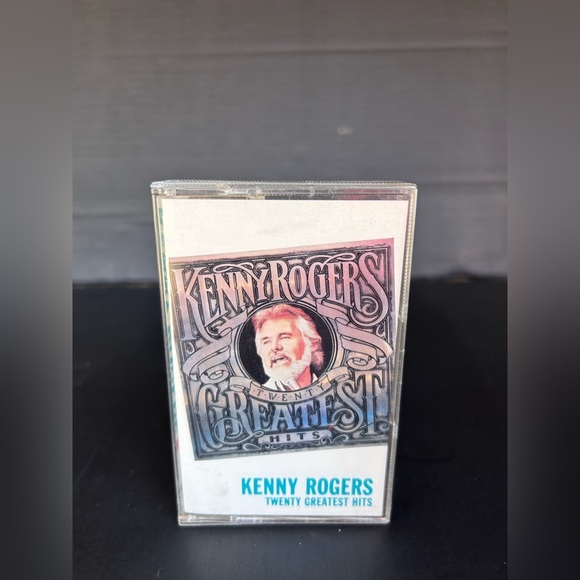 KENNY ROGERS
TWENTY
GREATEST
HITS
KENNY ROGERS
TWENTY GREATEST HITS